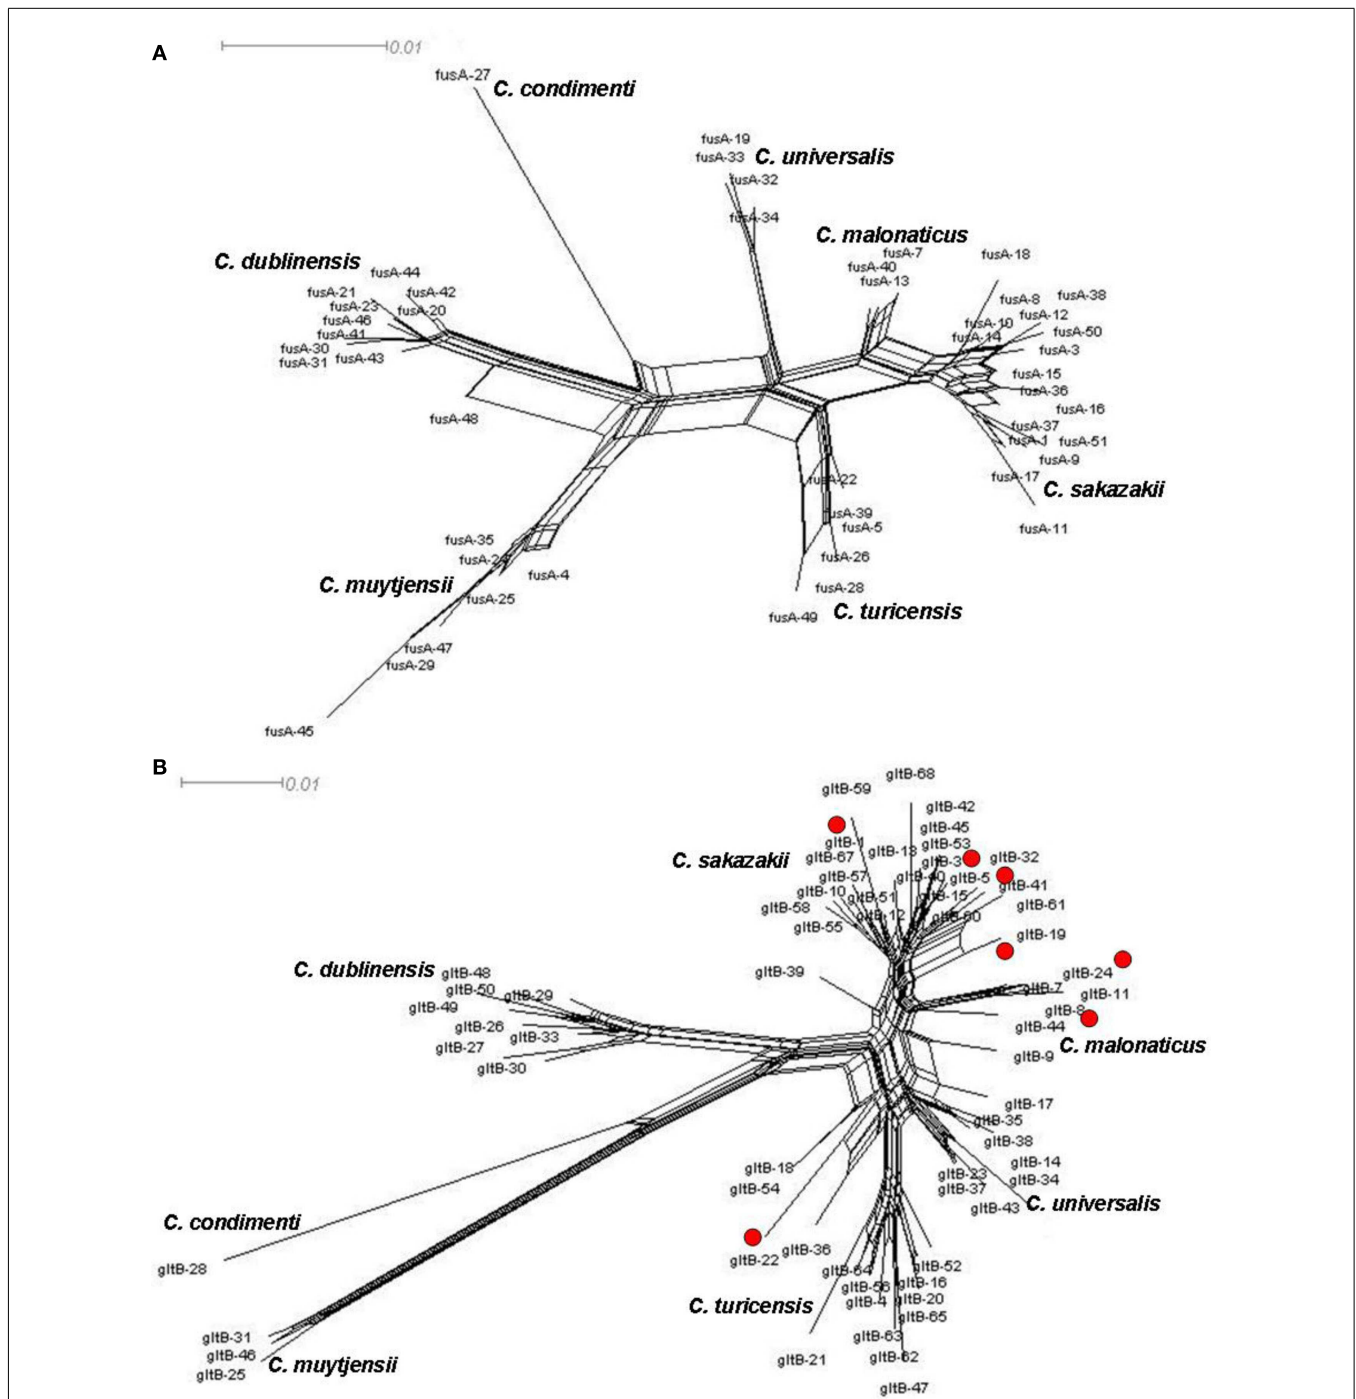 A
0.01
fusA-27
C. condimenti
fusA-19
fusA-33
C. universalis
fusA-32
fusA-34
C. malonaticus
fusA-7
fusA-40
fusA-13
fusA-18
C. dublinensis
fusA-44
fusA-21
fusA-42
fusA-23
fusA-20
fusA-46
fusA-41
fusA-30
fusA-31
fusA-43
fusA-48
fusA-8
fusA-38
fusA-12
fusA-10
fusA-50
fusA-14
fusA-3
fusA-15
fusA-36
fusA-16
fusA-37
fusA-1
fusA-51
fusA-9
fusA-17
C. sakazakii
fusA-11
fusA-22
fusA-39
fusA-5
fusA-26
fusA-28
fusA-49
C. turicensis
fusA-35
fusA-24
fusA-4
C. muytjensii
fusA-25
fusA-47
fusA-29
fusA-45
B
0.01
gltB-68
gltB-59
gltB-42
gltB-45
gltB-1
gltB-53
gltB-13
C. sakazakii
gltB-67
gltB-3
gltB-32
gltB-57
gltB-40
gltB-5
gltB-41
gltB-10
gltB-51
gltB-15
gltB-61
gltB-58
gltB-12
gltB-60
gltB-55
gltB-19
gltB-39
gltB-24
C. dublinensis
gltB-48
gltB-50
gltB-29
gltB-49
gltB-26
gltB-33
gltB-27
gltB-30
gltB-7
gltB-11
gltB-8
gltB-44
C. malonaticus
gltB-9
gltB-17
gltB-35
gltB-38
gltB-14
gltB-23
gltB-34
gltB-37
gltB-43
C. universalis
gltB-18
gltB-54
C. condimenti
gltB-28
gltB-22
gltB-36
gltB-64
gltB-52
gltB-56
gltB-16
gltB-4
gltB-20
C. turicensis
gltB-65
gltB-63
gltB-62
gltB-21
gltB-47
gltB-31
gltB-46
gltB-25
C. muytjensii